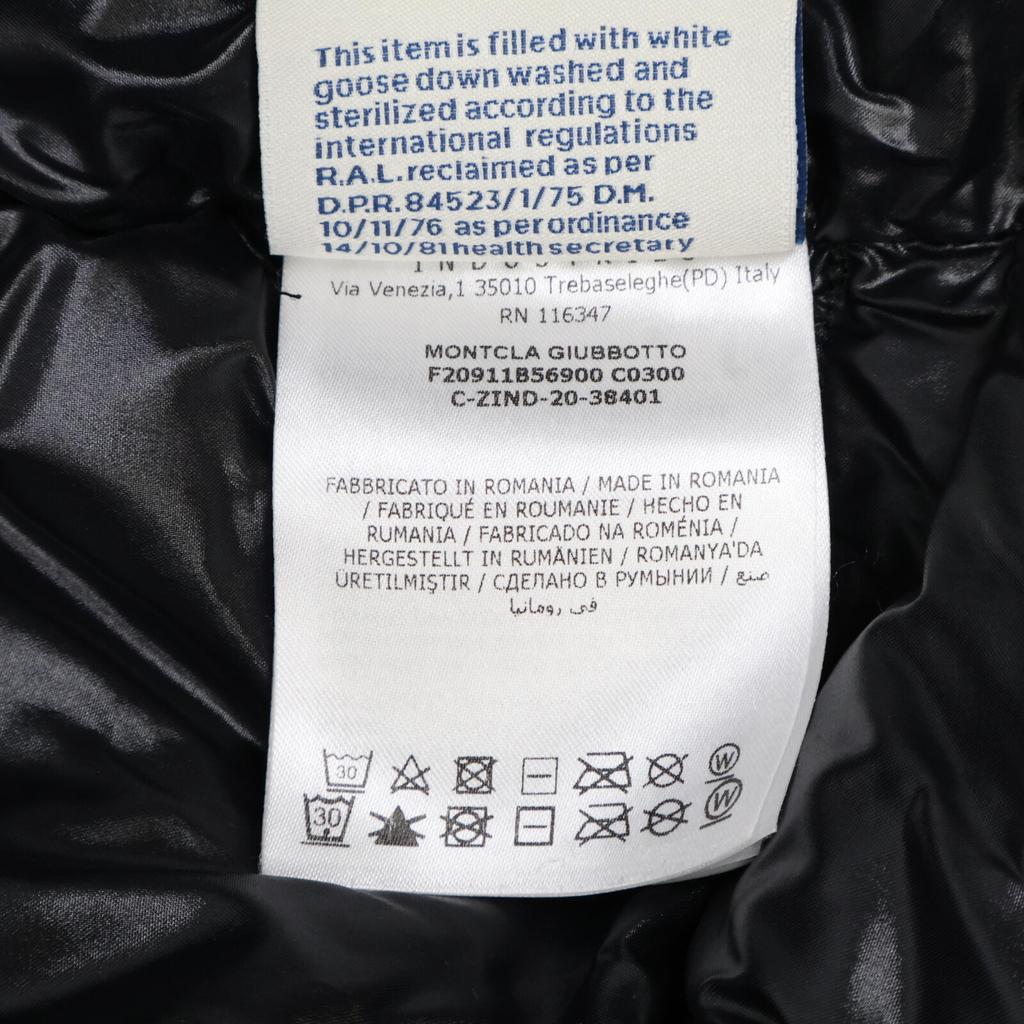 This item is filled with white
goose down washed and
sterilized according to the
international regulations
R.A.L. reclaimed as per
D.P.R. 84523/1/75 D.M.
10/11/76 as per ordinance
14/10/81 health secretary
Via Venezia,1 35010 Trebaseleghe(PD) Italy
RN 116347
MONTCLA GIUBBOTTO
F20911B56900 C0300
C-ZIND-20-38401
FABBRICATO IN ROMANIA / MADE IN ROMANIA
/ FABRIQUÉ EN ROUMANIE / HECHO EN
RUMANIA / FABRICADO NA ROMÉNIA /
HERGESTELLT IN RUMÄNIEN / ROMANYA'DA
ÜRETILMIŞTIR / СДЕЛАНО В РУМЫНИИ / صنع
في رومانيا
30
W
30
W